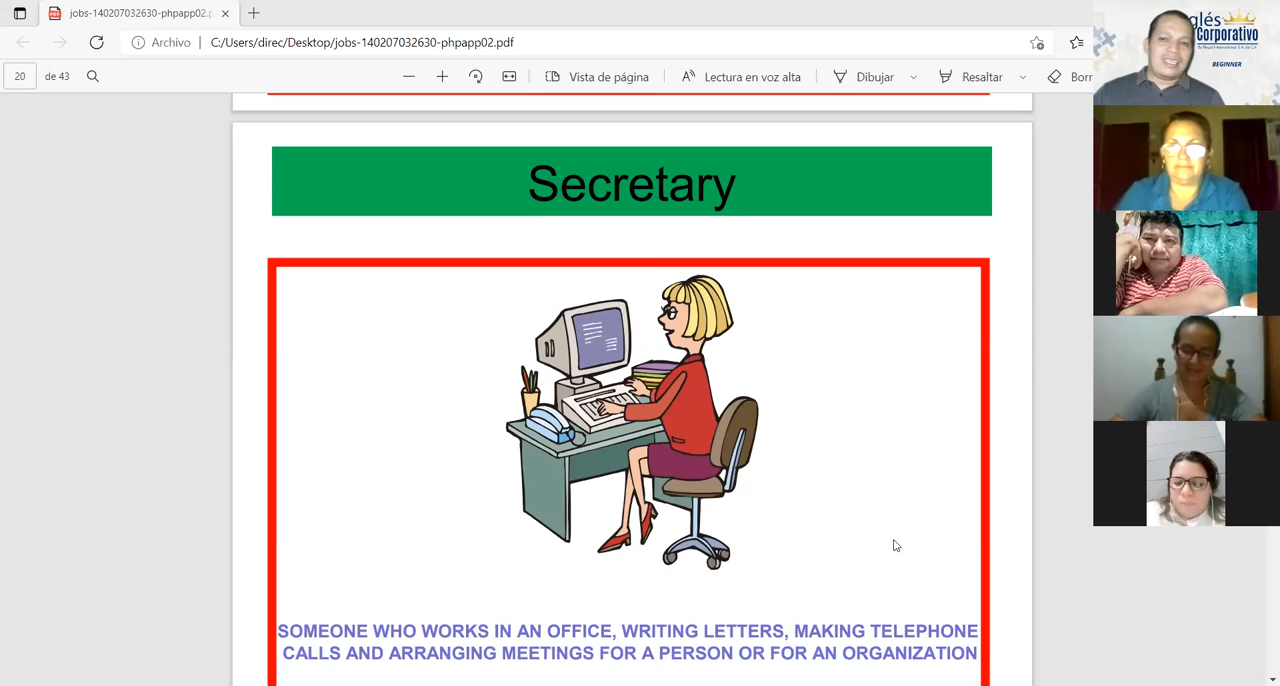 jobs-140207032630-phpapp02.p
Archivo | C:/Users/direc/Desktop/jobs-140207032630-phpapp02.pdf
20 de 43
Vista de página
Lectura en voz alta
Dibujar
Resaltar
Borr
glés
Corporativo
BEGINNER
Secretary
SOMEONE WHO WORKS IN AN OFFICE, WRITING LETTERS, MAKING TELEPHONE
CALLS AND ARRANGING MEETINGS FOR A PERSON OR FOR AN ORGANIZATION